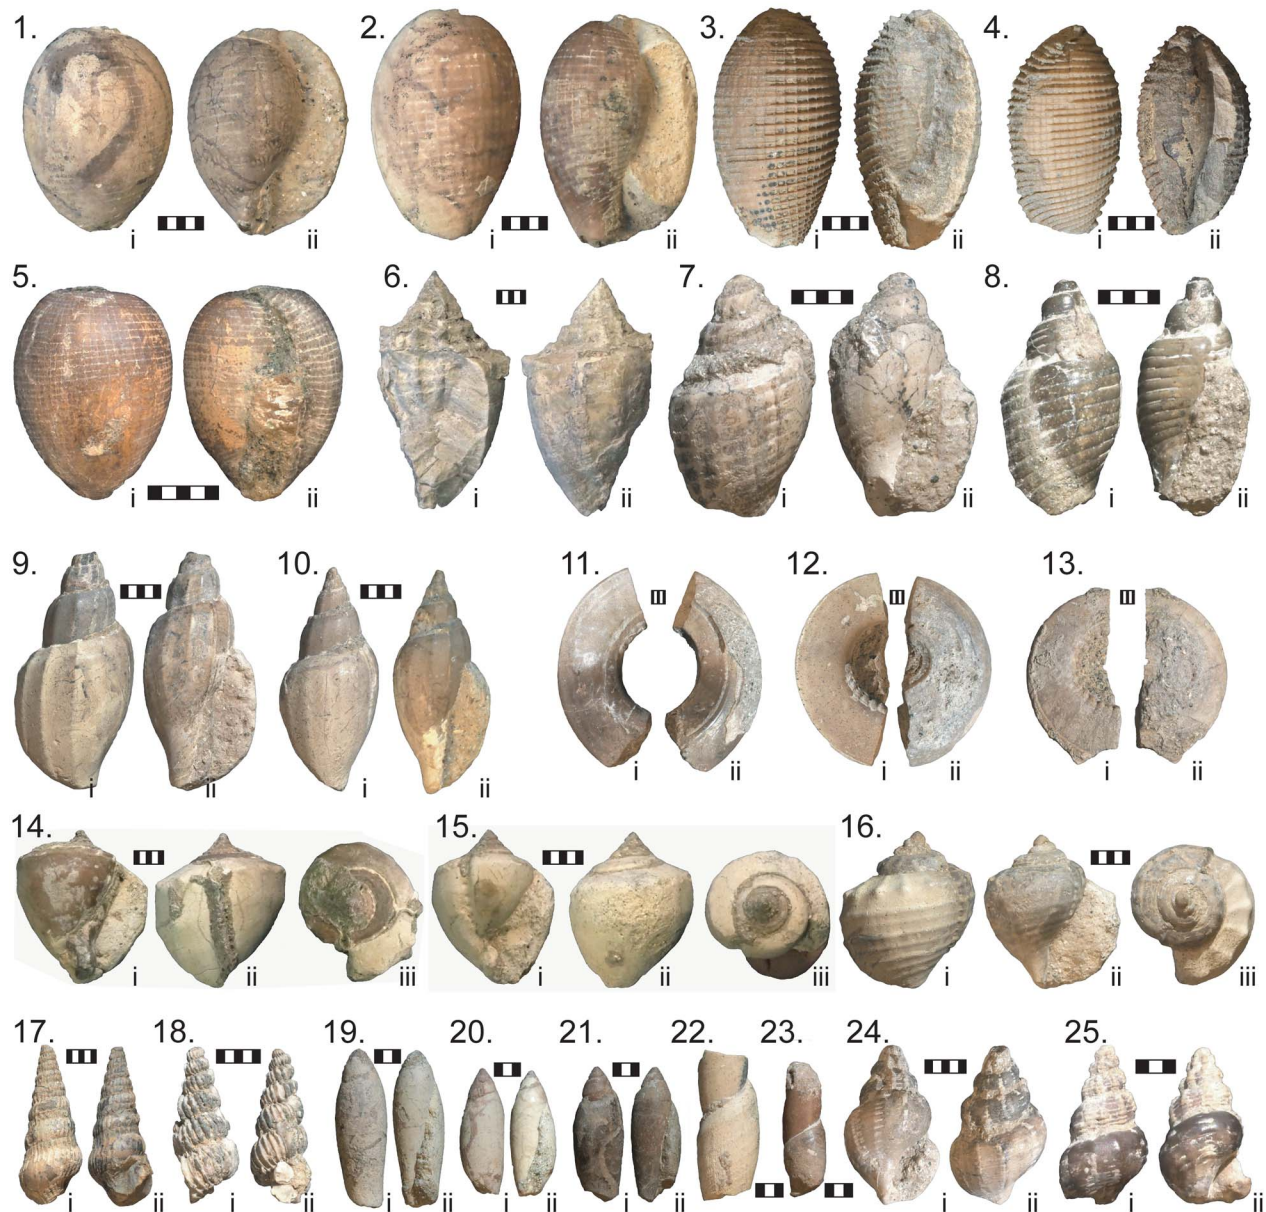 1. 2. 3. 4.
i ii i ii i ii i ii
5. 6. 7. 8.
i ii i ii i ii i ii
9. 10. 11. 12. 13.
i ii i ii i ii i ii i ii
14. 15. 16.
i ii iii i ii iii i ii iii
17. 18. 19. 20. 21. 22. 23. 24. 25.
i ii i ii i ii i ii i ii i ii i ii